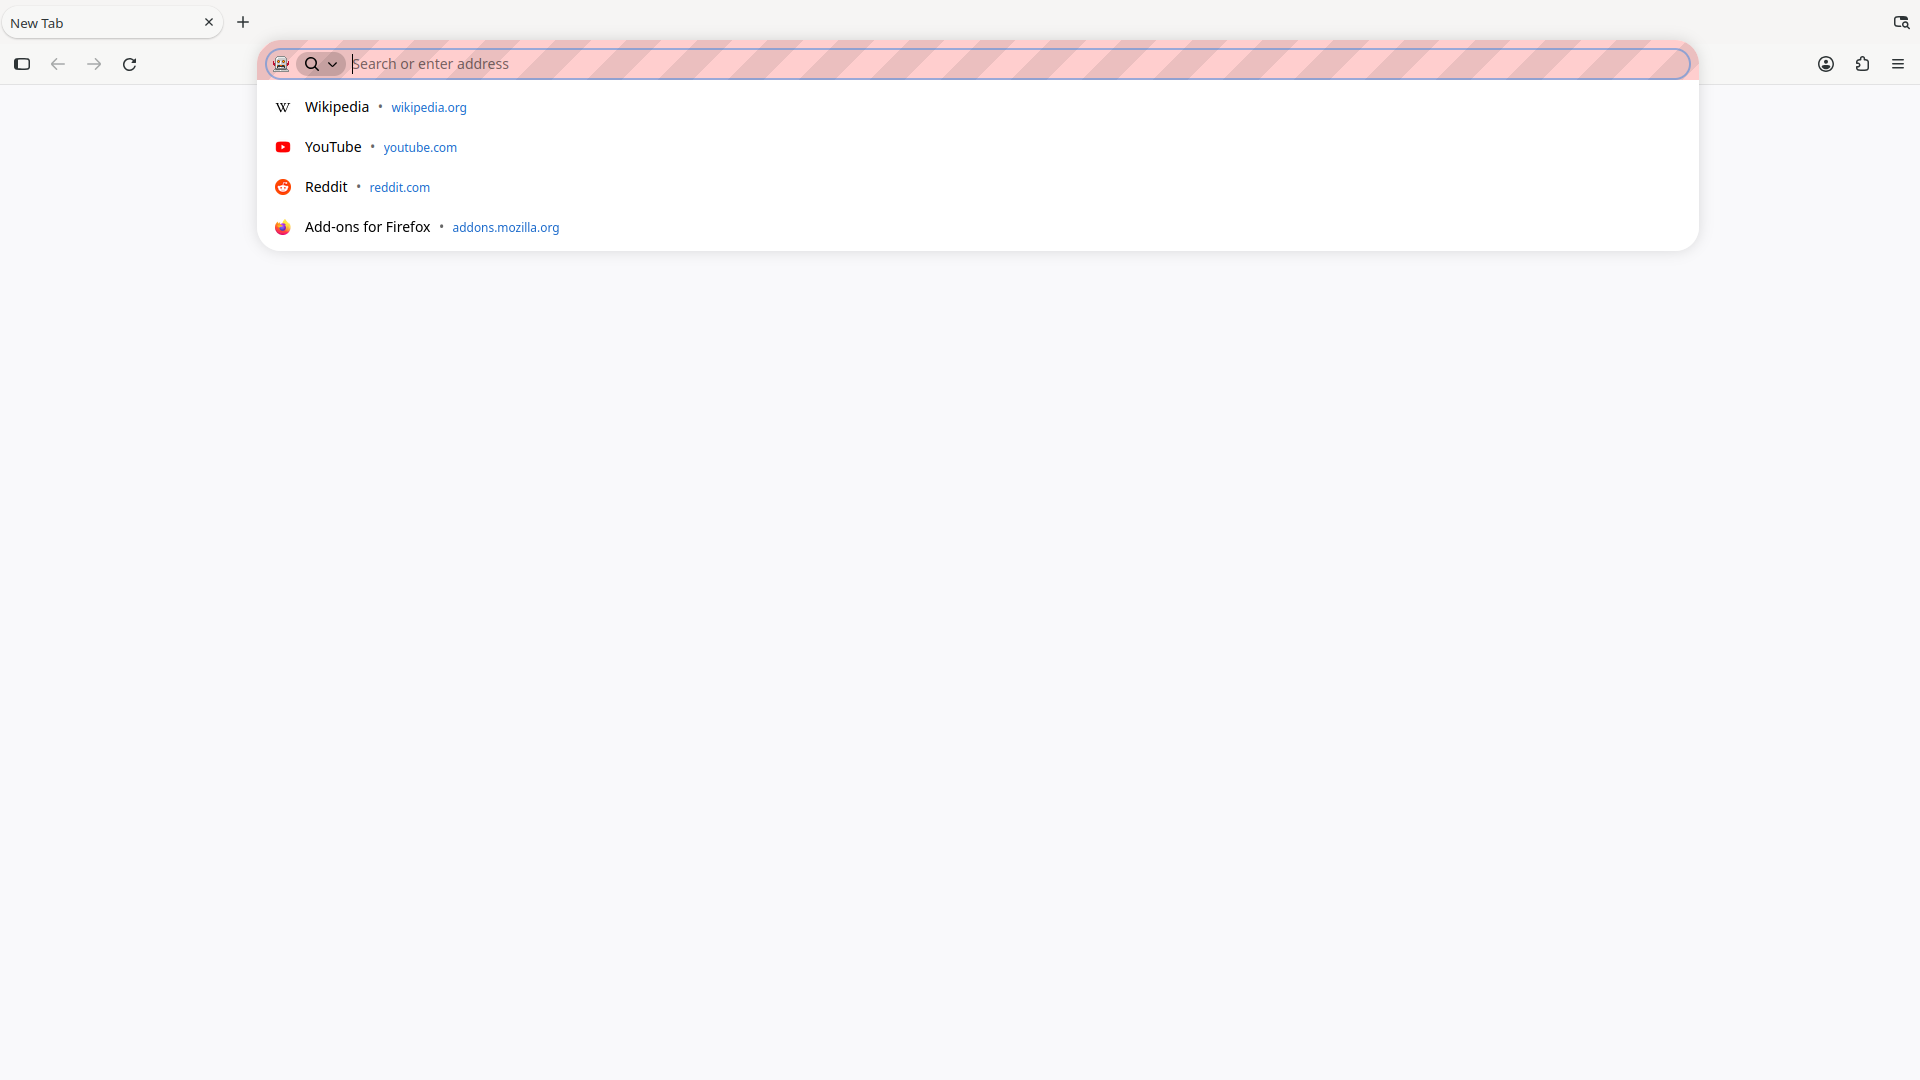 New Tab
Search or enter address
Wikipedia • wikipedia.org
YouTube • youtube.com
Reddit • reddit.com
Add-ons for Firefox • addons.mozilla.org